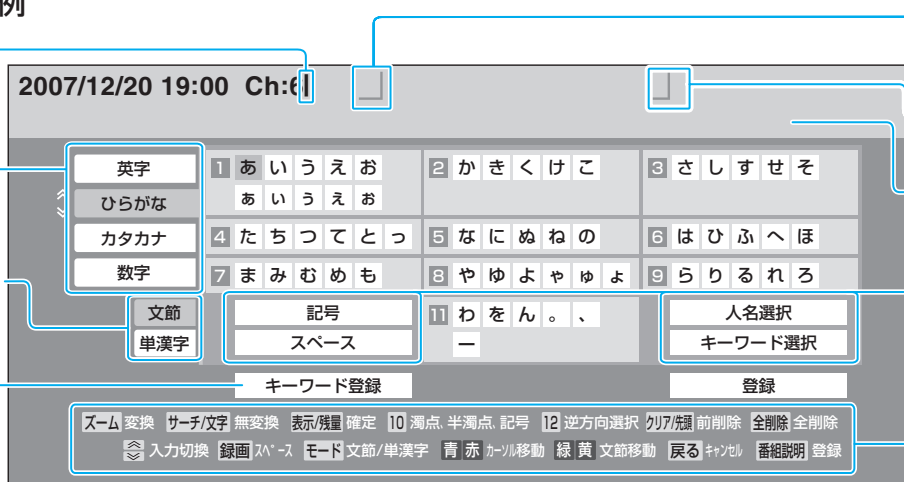 例
2007/12/20 19:00 Ch:6
英字
ひらがな
カタカナ
数字
文節
単漢字
1 あ い う え お
ぁ ぃ ぅ ぇ ぉ
2 か き く け こ
3 さ し す せ そ
4 た ち つ て と っ
5 な に ぬ ね の
6 は ひ ふ へ ほ
7 ま み む め も
8 や ゆ よ ゃ ゅ ょ
9 ら り る れ ろ
記号
スペース
11 わ を ん 。 、
ー
人名選択
キーワード選択
キーワード登録
登録
ズーム 変換 サーチ/文字 無変換 表示/残量 確定 10 濁点、半濁点、記号 12 逆方向選択 クリア/先頭 前削除 全削除 全削除
入力切換 録画 スペース モード 文節/単漢字 青 赤 カーソル移動 緑 黄 文節移動 戻る キャンセル 番組説明 登録